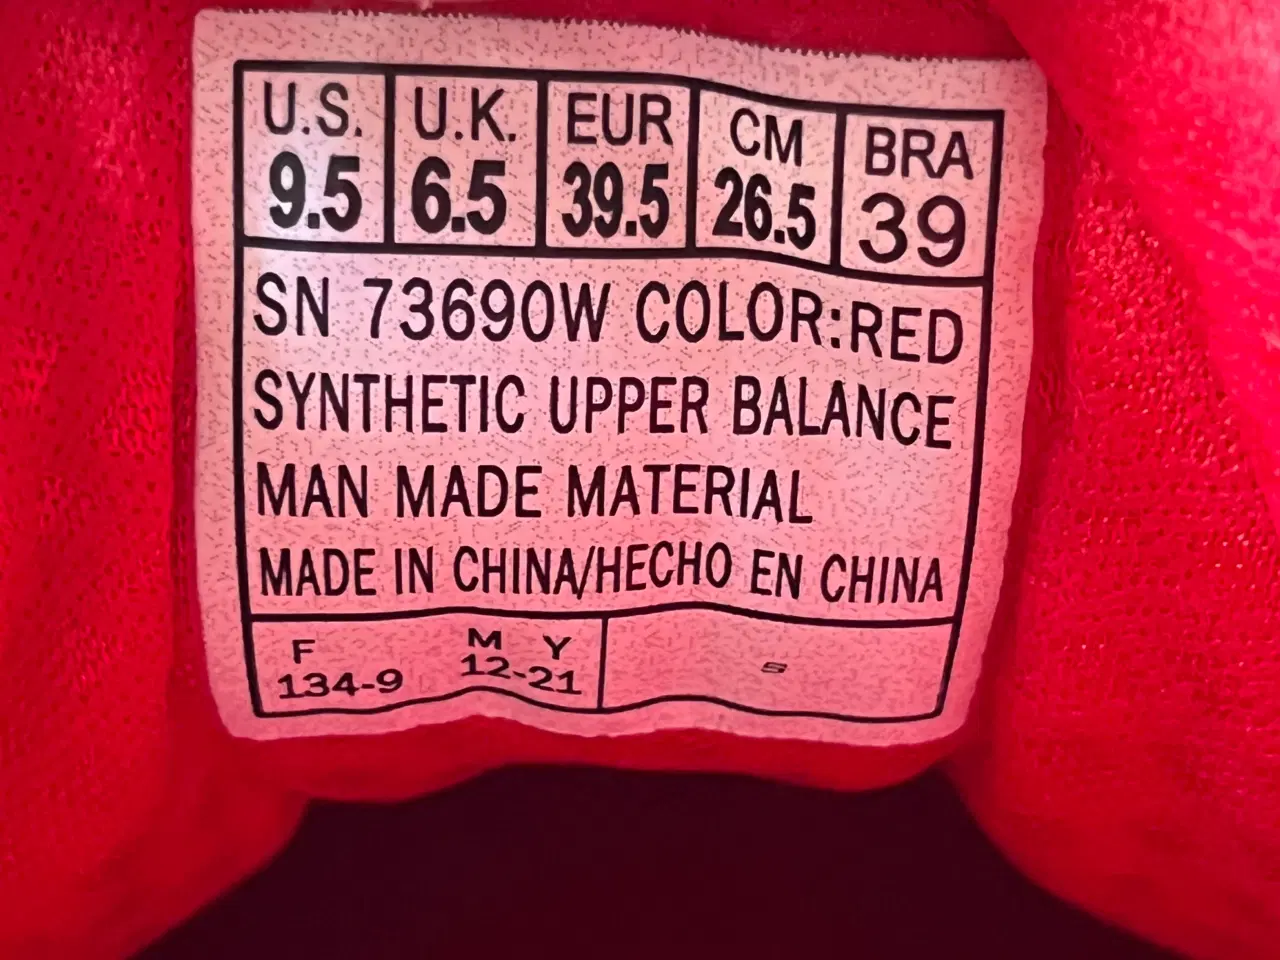 U.S. U.K. EUR CM BRA
9.5 6.5 39.5 26.5 39
SN 73690W COLOR:RED
SYNTHETIC UPPER BALANCE
MAN MADE MATERIAL
MADE IN CHINA/HECHO EN CHINA
F M Y
134-9 12-21
S